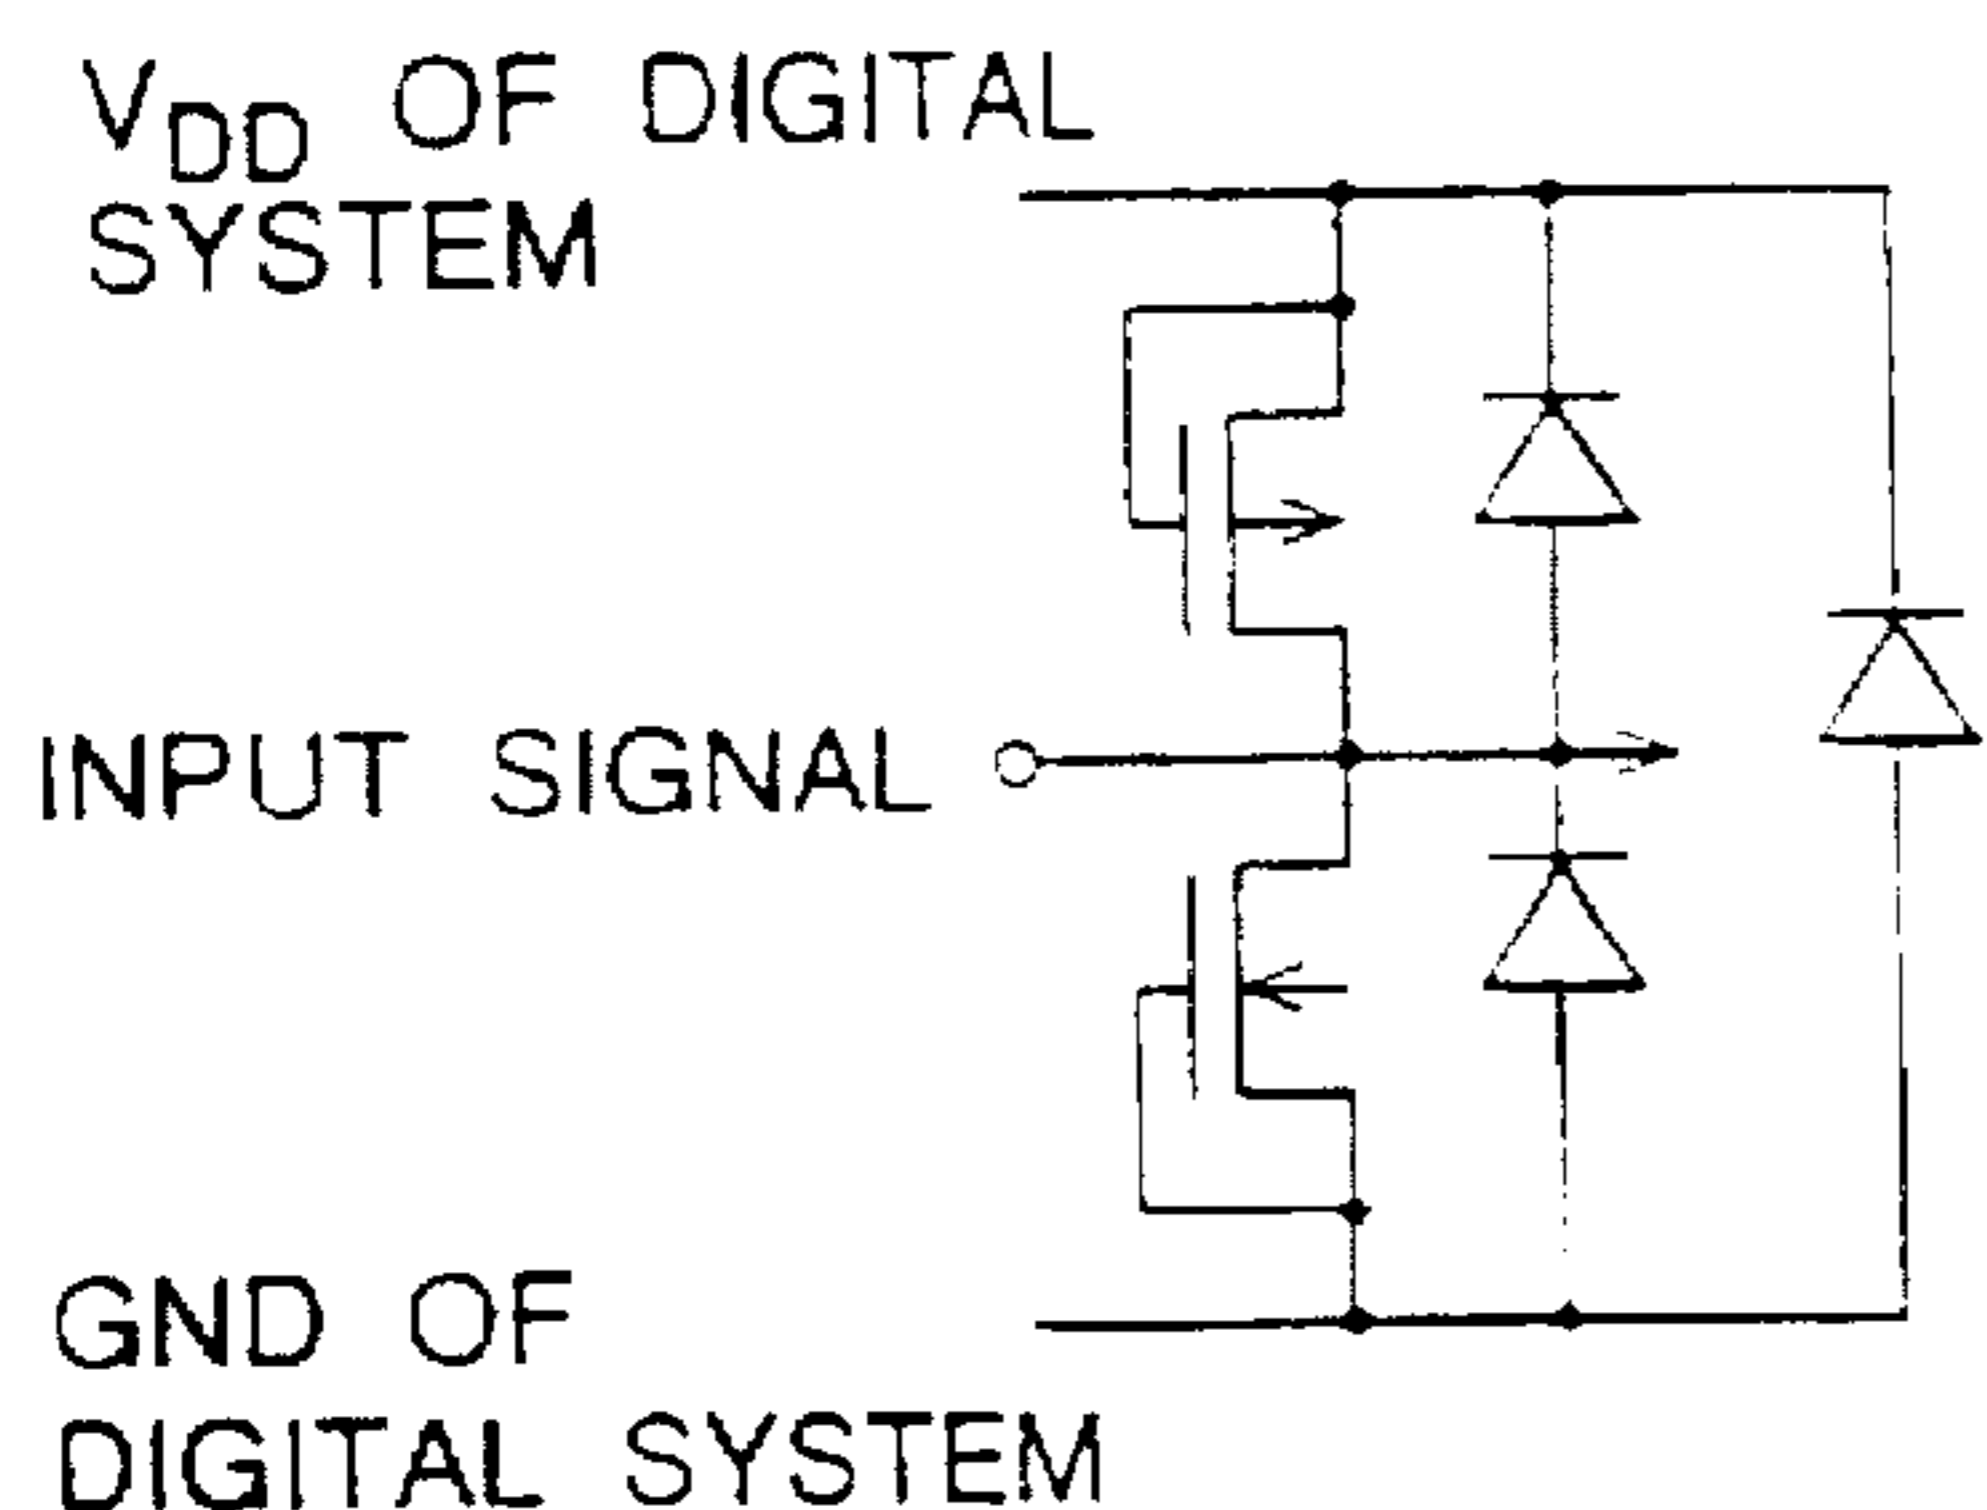 VDD OF DIGITAL
SYSTEM
INPUT SIGNAL
GND OF
DIGITAL SYSTEM